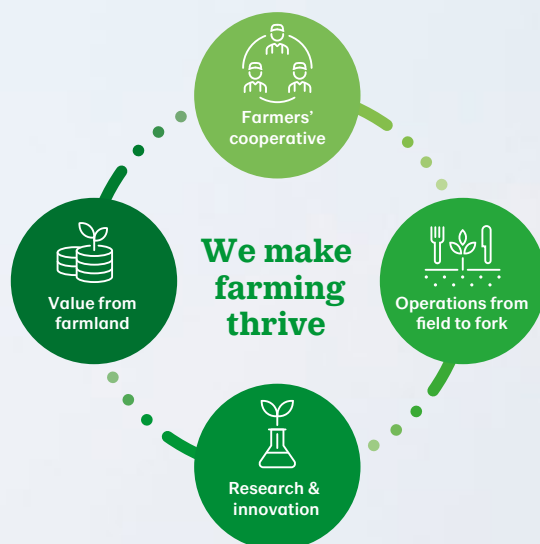 Farmers'
cooperative
Value from
farmland
We make
farming
thrive
Operations from
field to fork
Research &
innovation